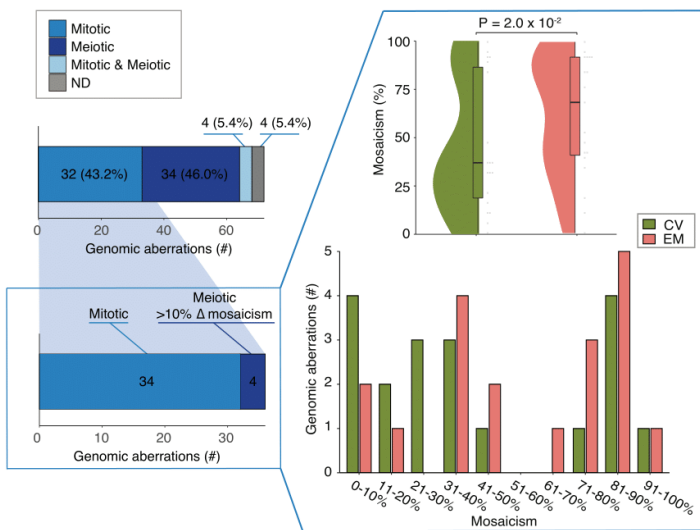 Mitotic
Meiotic
Mitotic & Meiotic
ND
4 (5.4%) 4 (5.4%)
32 (43.2%) 34 (46.0%)
0 20 40 60
Genomic aberrations (#)
Meiotic
Mitotic >10% Δ mosaicism
34 4
0 10 20 30
Genomic aberrations (#)
P = 2.0 x 10-2
100
75
50
25
0
Mosaicism (%)
CV
EM
5
4
3
2
1
0
Genomic aberrations (#)
0-10% 11-20% 21-30% 31-40% 41-50% 51-60% 61-70% 71-80% 81-90% 91-100%
Mosaicism